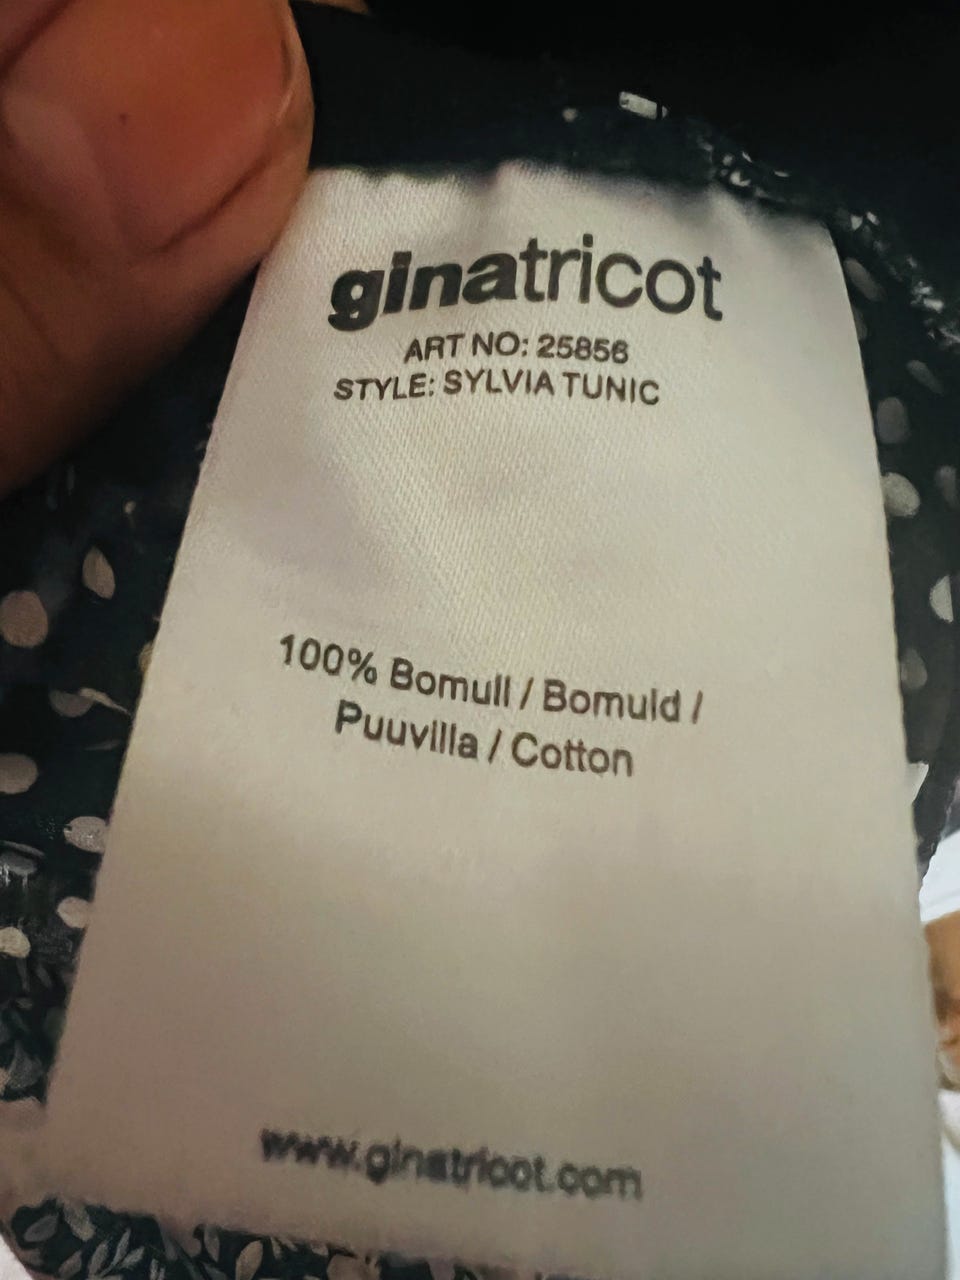 ginatricot
ART NO: 25856
STYLE: SYLVIA TUNIC
100% Bomull / Bomuld /
Puuvilla / Cotton
www.ginatricot.com